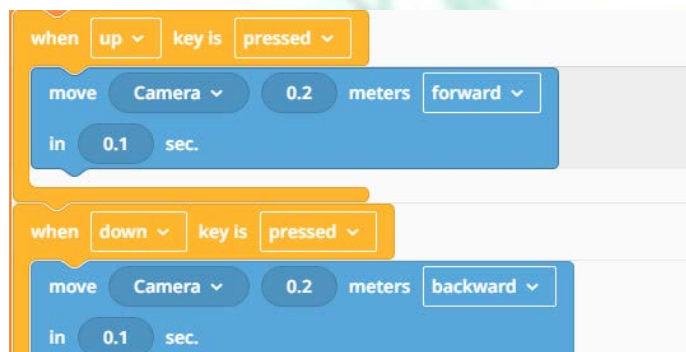 when up key is pressed
move Camera 0.2 meters forward
in 0.1 sec.
when down key is pressed
move Camera 0.2 meters backward
in 0.1 sec.